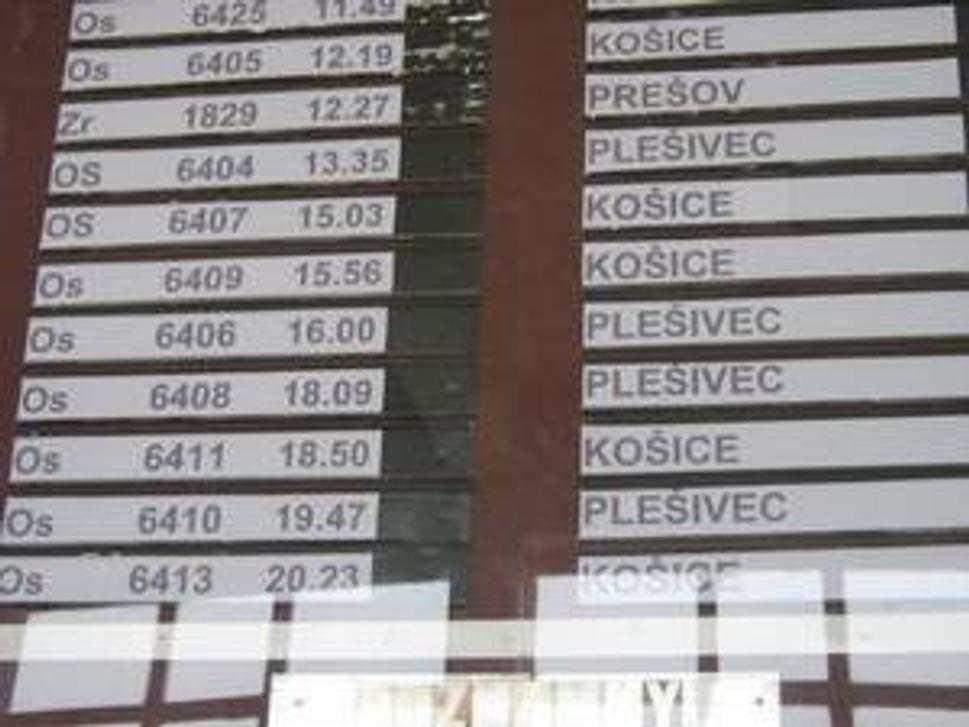 Os 6425 11.49
Os 6405 12.19 KOŠICE
Zr 1829 12.27 PREŠOV
OS 6404 13.35 PLEŠIVEC
OS 6407 15.03 KOŠICE
Os 6409 15.56 KOŠICE
Os 6406 16.00 PLEŠIVEC
Os 6408 18.09 PLEŠIVEC
Os 6411 18.50 KOŠICE
Os 6410 19.47 PLEŠIVEC
Os 6413 20.23 KOŠICE